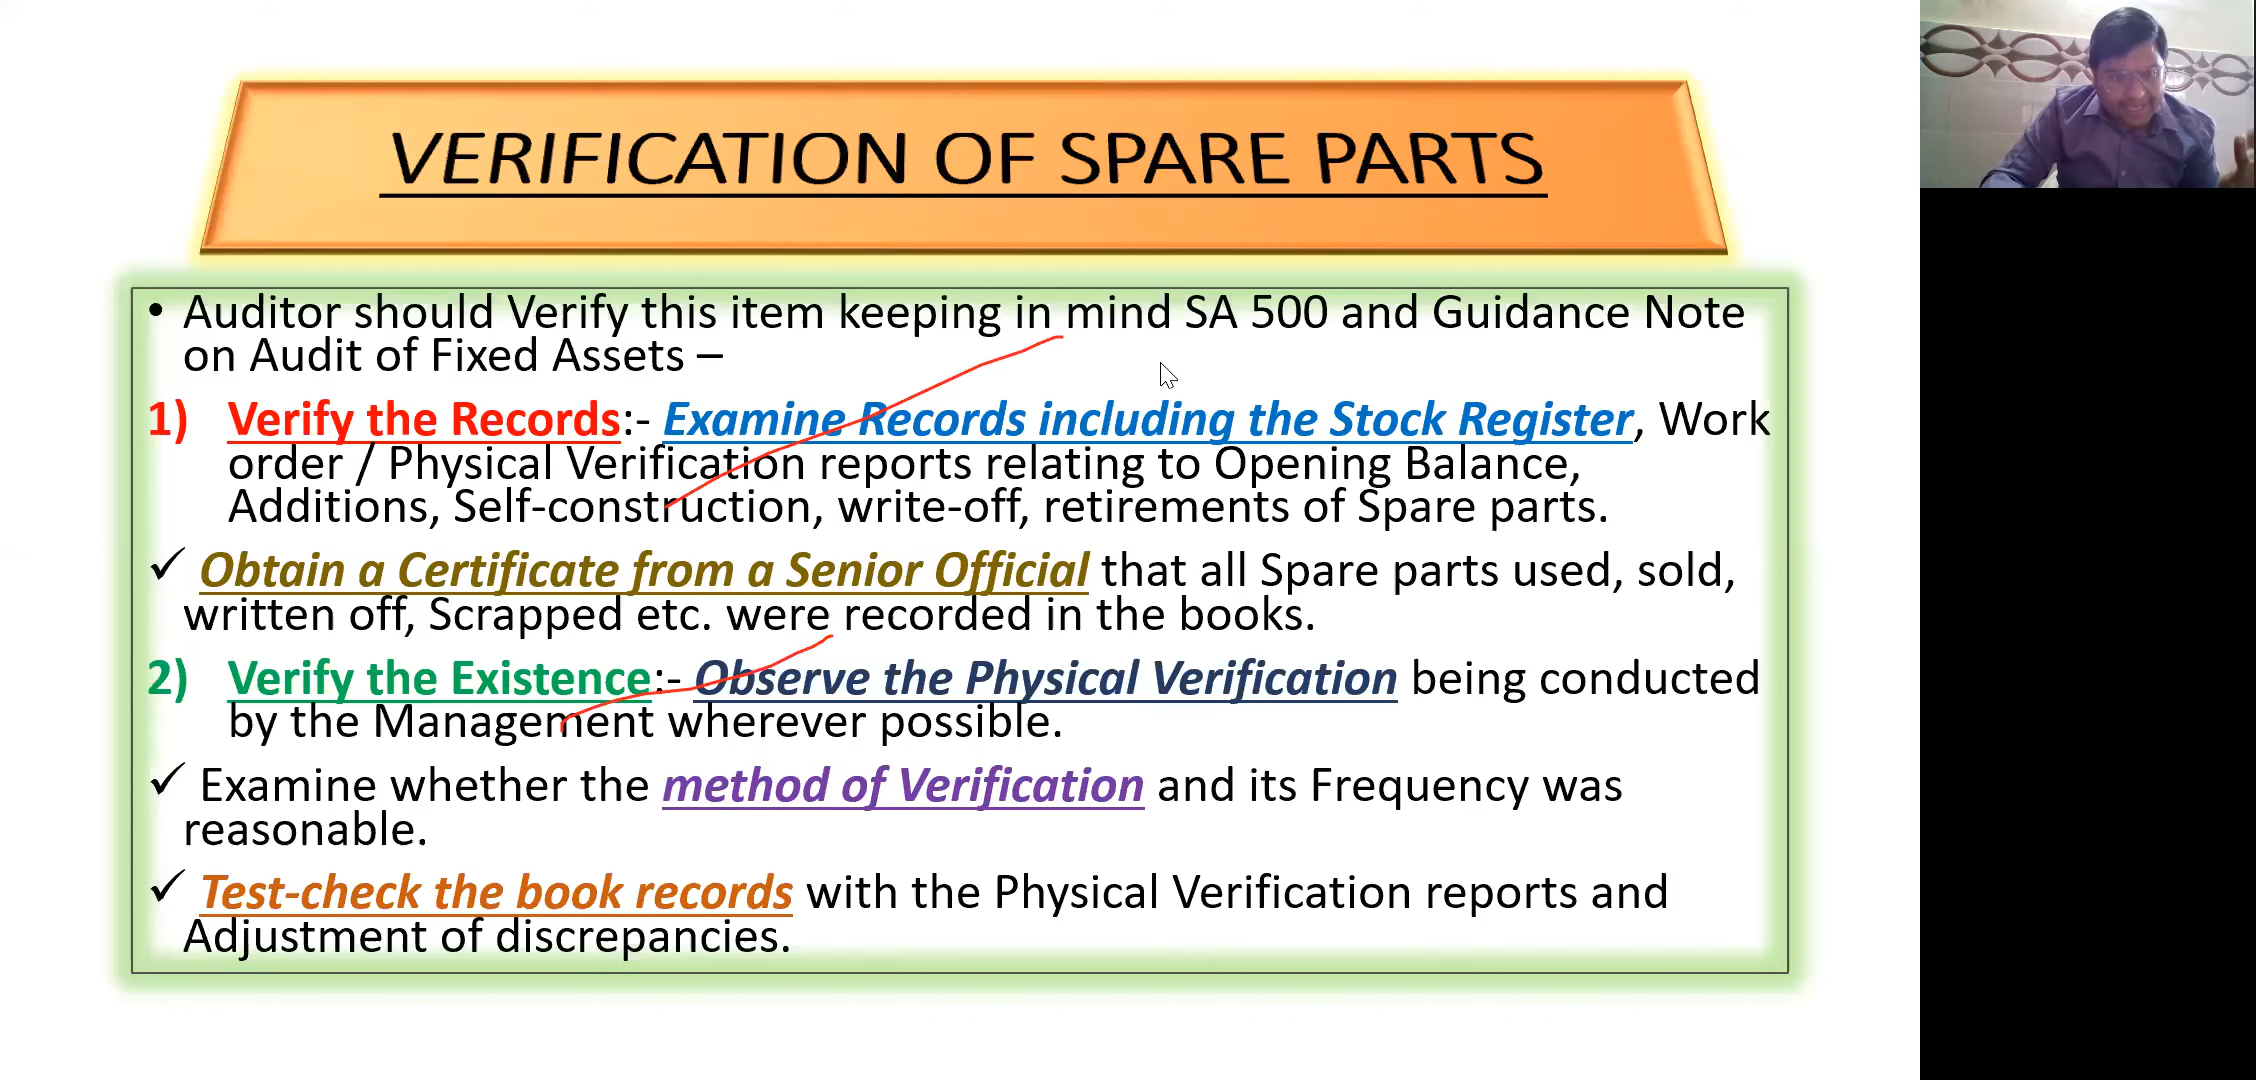 VERIFICATION OF SPARE PARTS
• Auditor should Verify this item keeping in mind SA 500 and Guidance Note
on Audit of Fixed Assets –
1) Verify the Records:- Examine Records including the Stock Register, Work
order / Physical Verification reports relating to Opening Balance,
Additions, Self-construction, write-off, retirements of Spare parts.
✓ Obtain a Certificate from a Senior Official that all Spare parts used, sold,
written off, Scrapped etc. were recorded in the books.
2) Verify the Existence:- Observe the Physical Verification being conducted
by the Management wherever possible.
✓ Examine whether the method of Verification and its Frequency was
reasonable.
✓ Test-check the book records with the Physical Verification reports and
Adjustment of discrepancies.